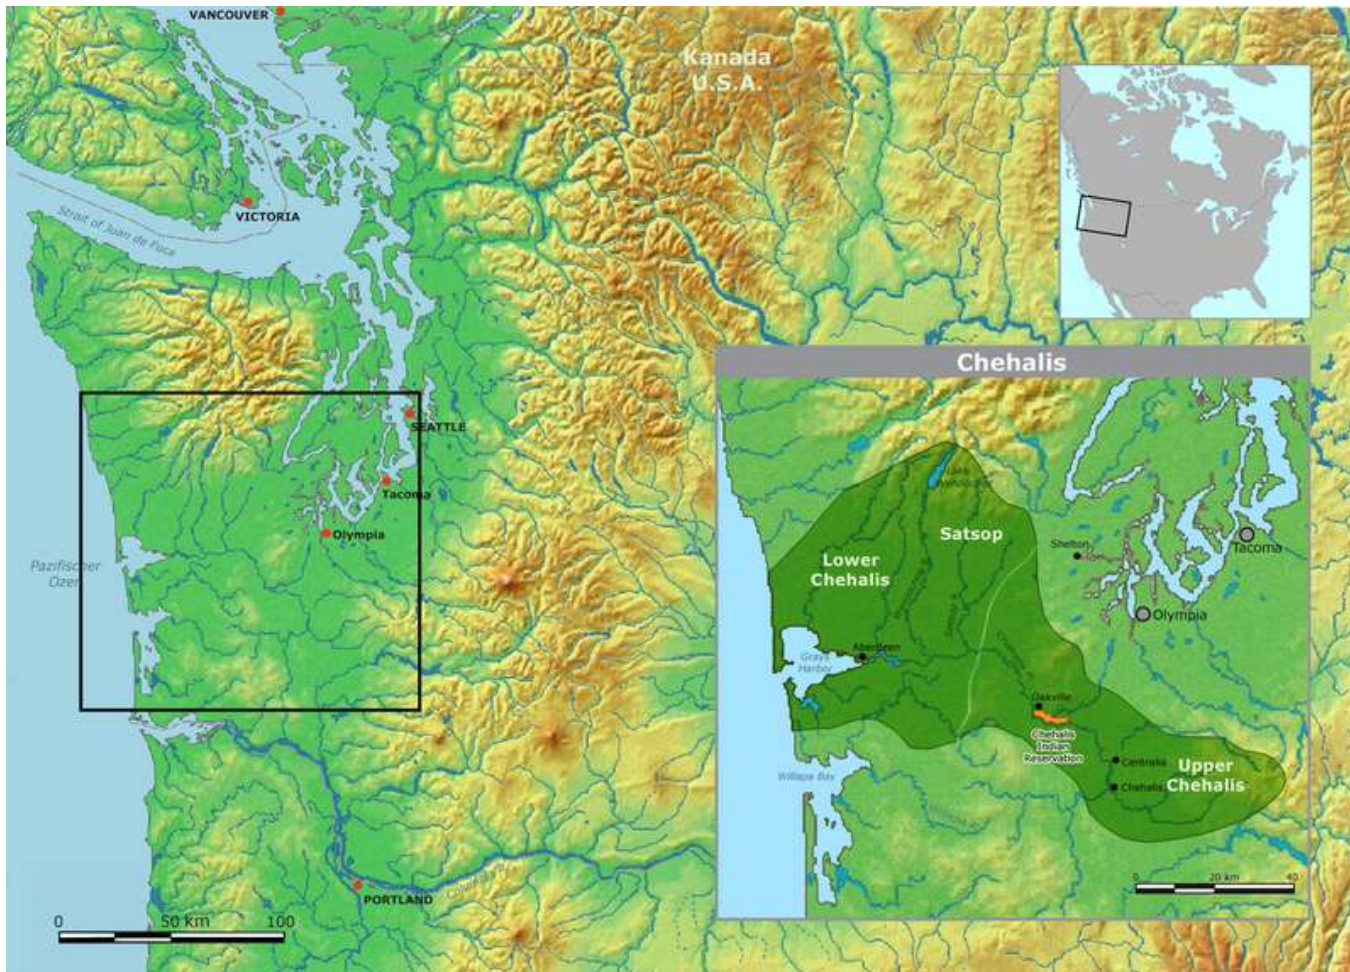 VANCOUVER
Kanada
U.S.A.
VICTORIA
Strait of Juan de Fuca
SEATTLE
Tacoma
Olympia
Pazifischer
Ozean
PORTLAND
Columbia
0
50 km
100
Chehalis
Lake
Satsop
Lower
Chehalis
Shelton
Tacoma
Olympia
Aberdeen
Grays
Harbor
Oakville
Chehalis
Indian
Reservation
Centralia
Upper
Chehalis
Chehalis
Willapa Bay
0
20 km
40